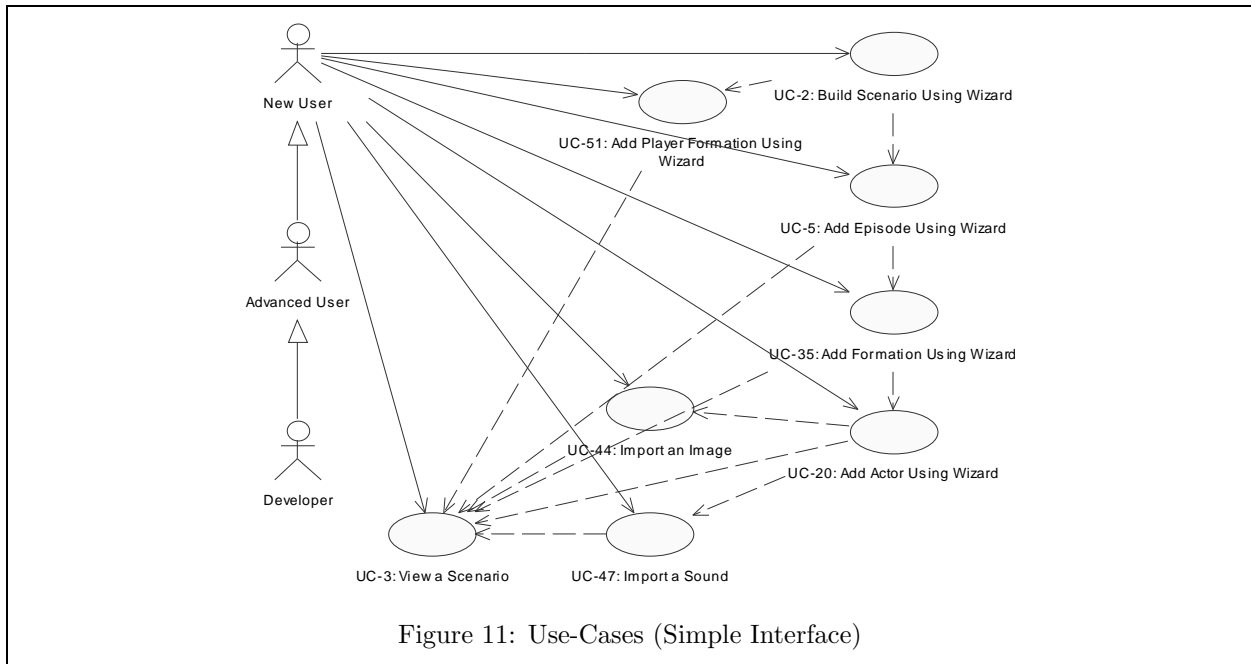 New User
UC-2: Build Scenario Using Wizard
UC-51: Add Player Formation Using
Wizard
UC-5: Add Episode Using Wizard
Advanced User
UC-35: Add Formation Using Wizard
UC-44: Import an Image
UC-20: Add Actor Using Wizard
Developer
UC-3: View a Scenario
UC-47: Import a Sound
Figure 11: Use-Cases (Simple Interface)